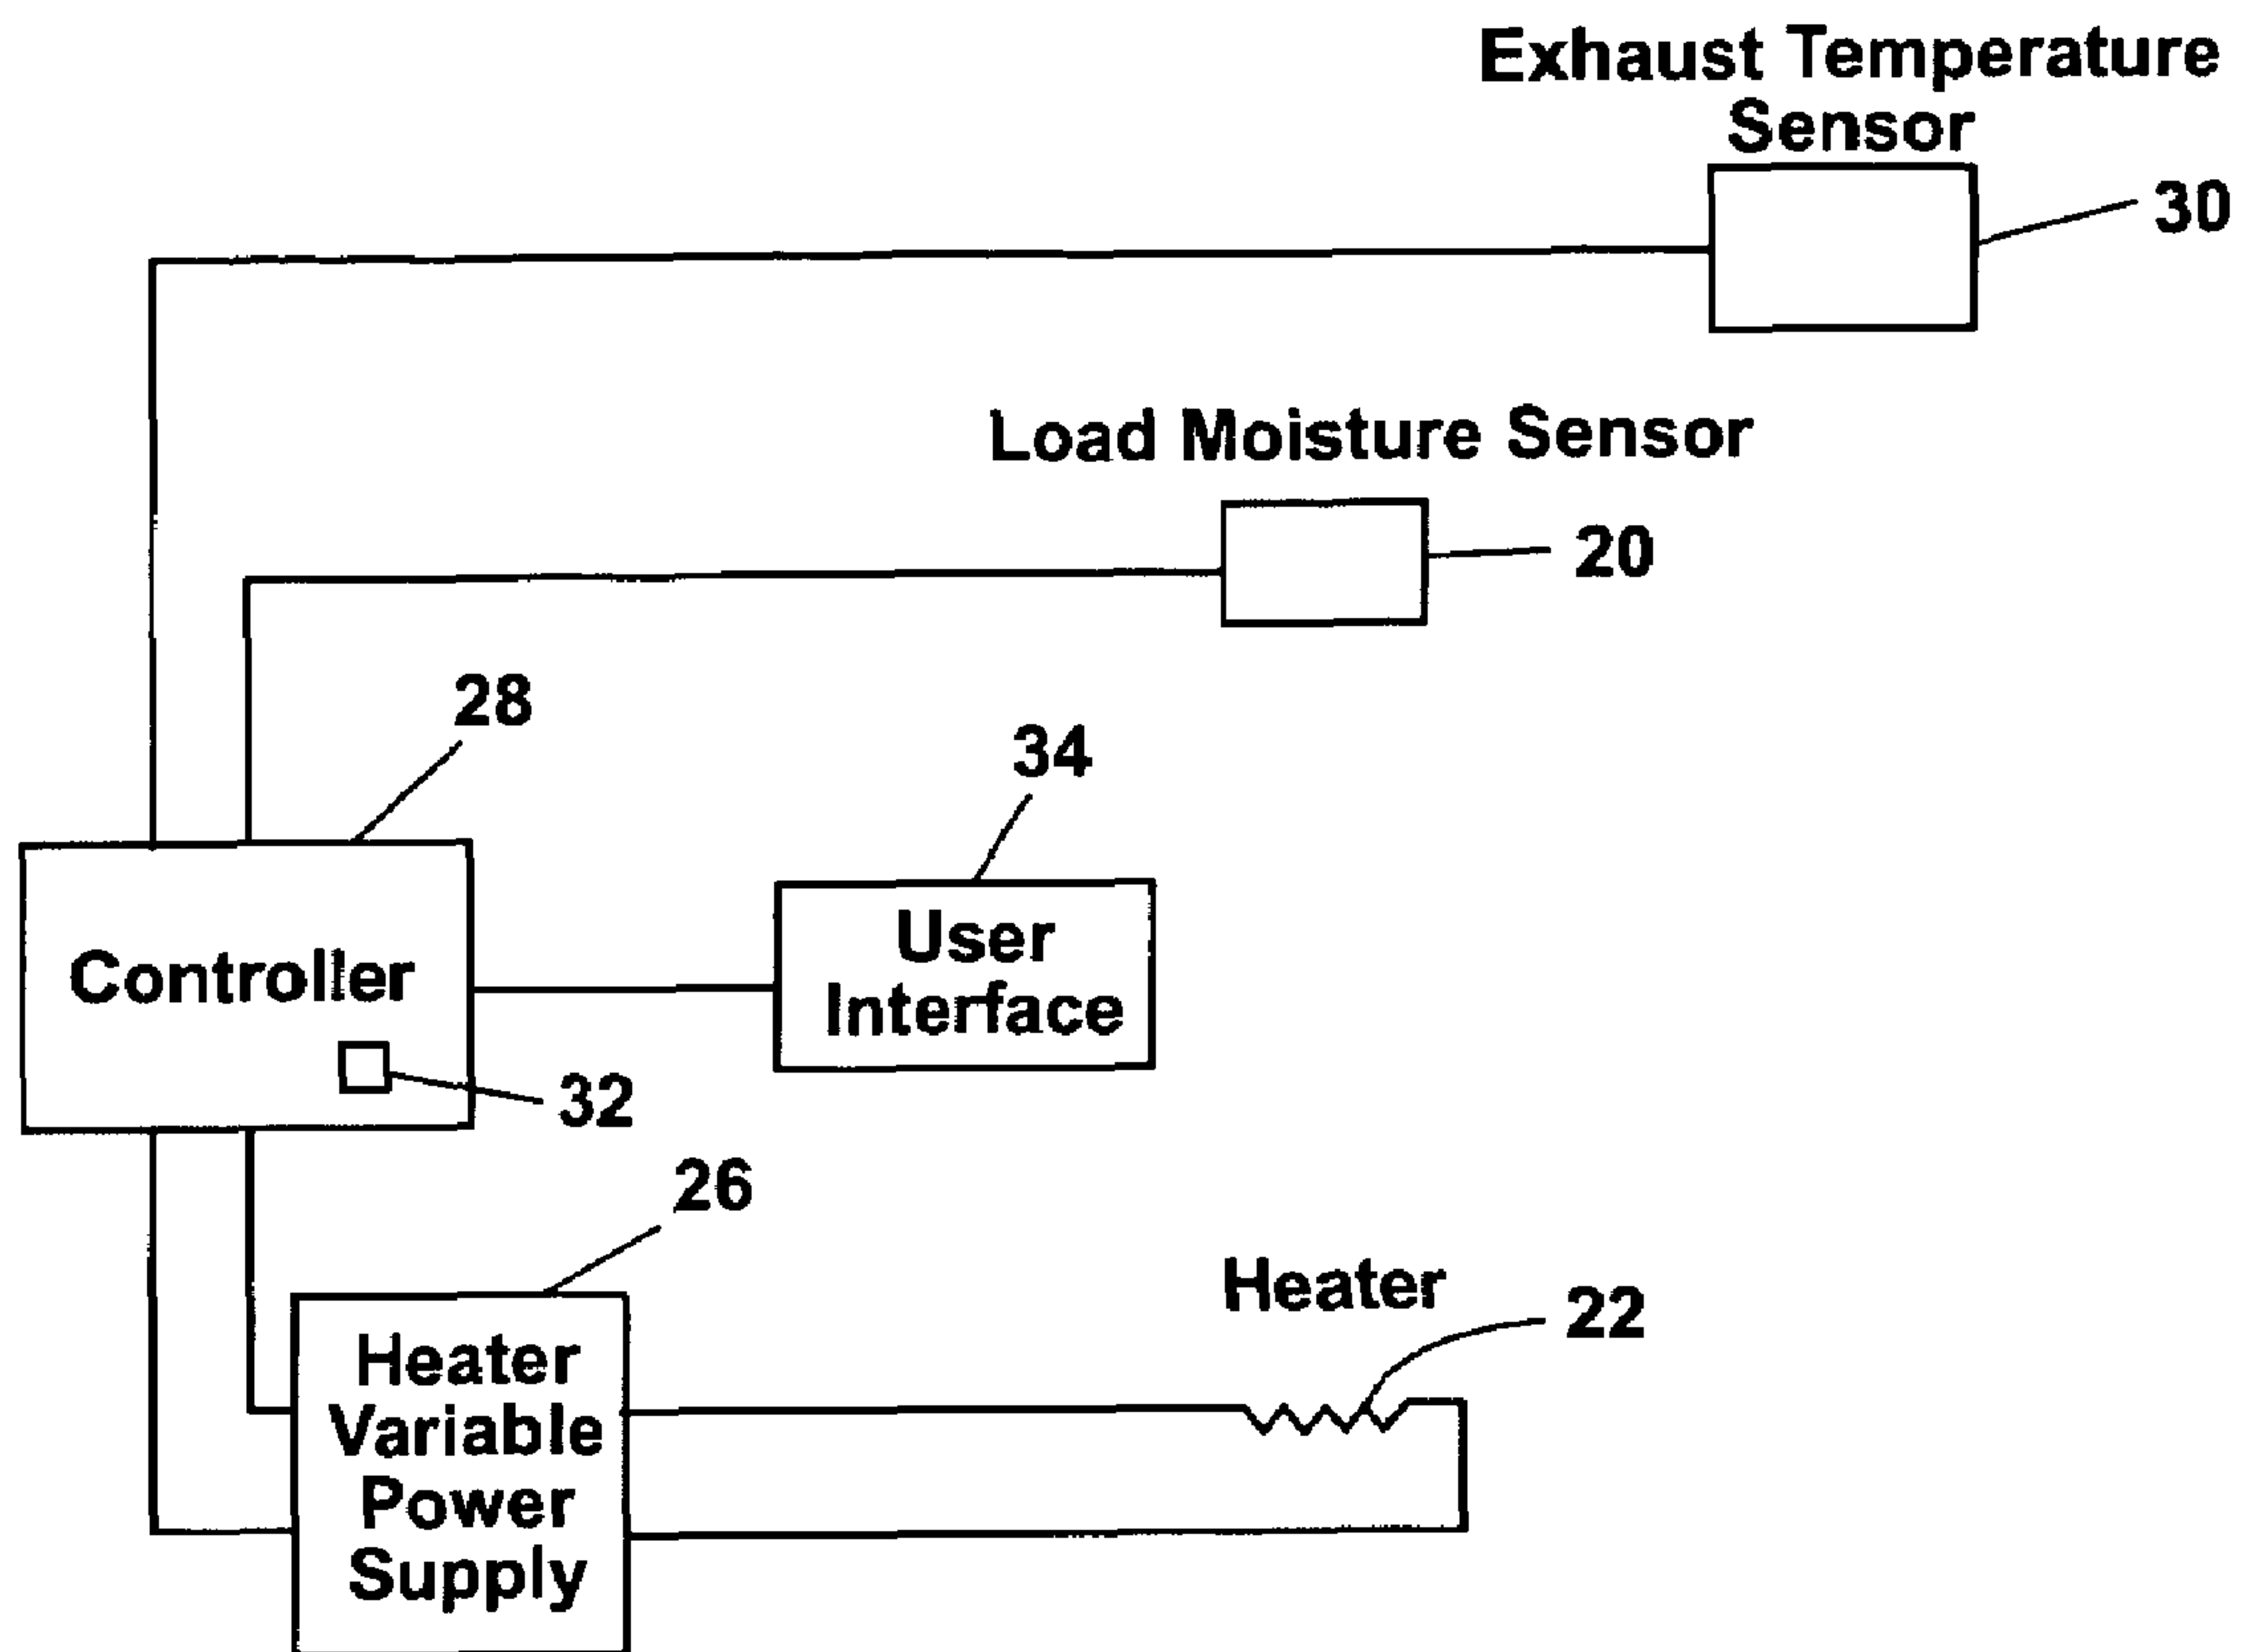 Exhaust Temperature
Sensor
30
Load Moisture Sensor
20
28
34
Controller
User
Interface
32
26
Heater
22
Heater
Variable
Power
Supply